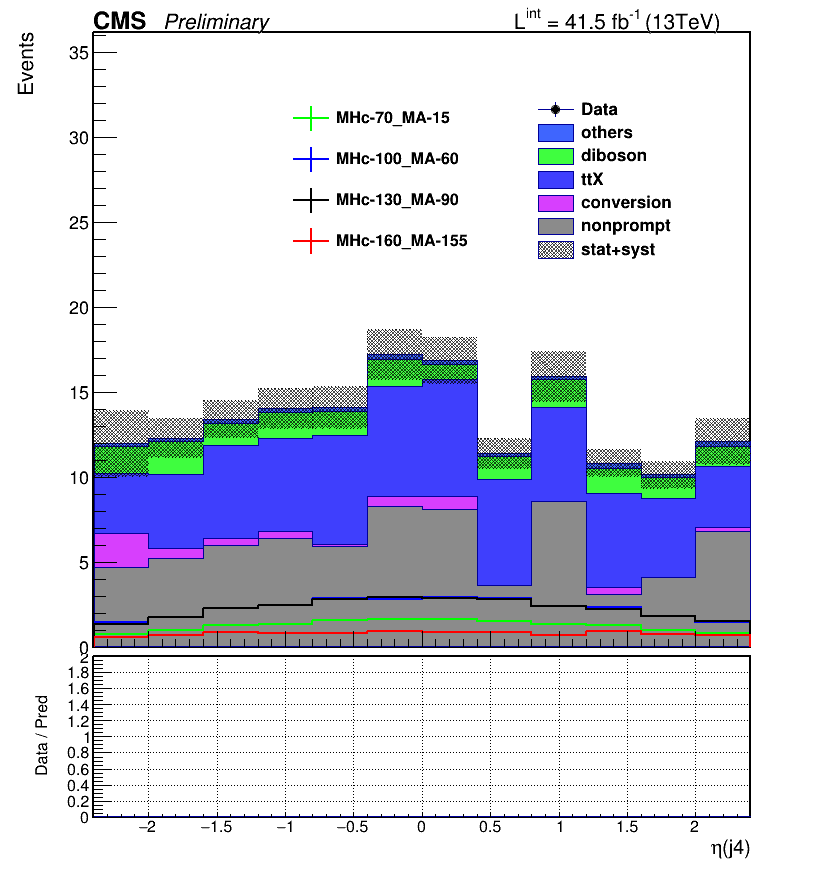 CMS Preliminary L^int = 41.5 fb^-1 (13TeV)
Events
35
30
25
20
15
10
5
0
MHc-70_MA-15
MHc-100_MA-60
MHc-130_MA-90
MHc-160_MA-155
Data
others
diboson
ttX
conversion
nonprompt
stat+syst
Data / Pred
2
1.8
1.6
1.4
1.2
1
0.8
0.6
0.4
0.2
0
−2 −1.5 −1 −0.5 0 0.5 1 1.5 2
η(j4)